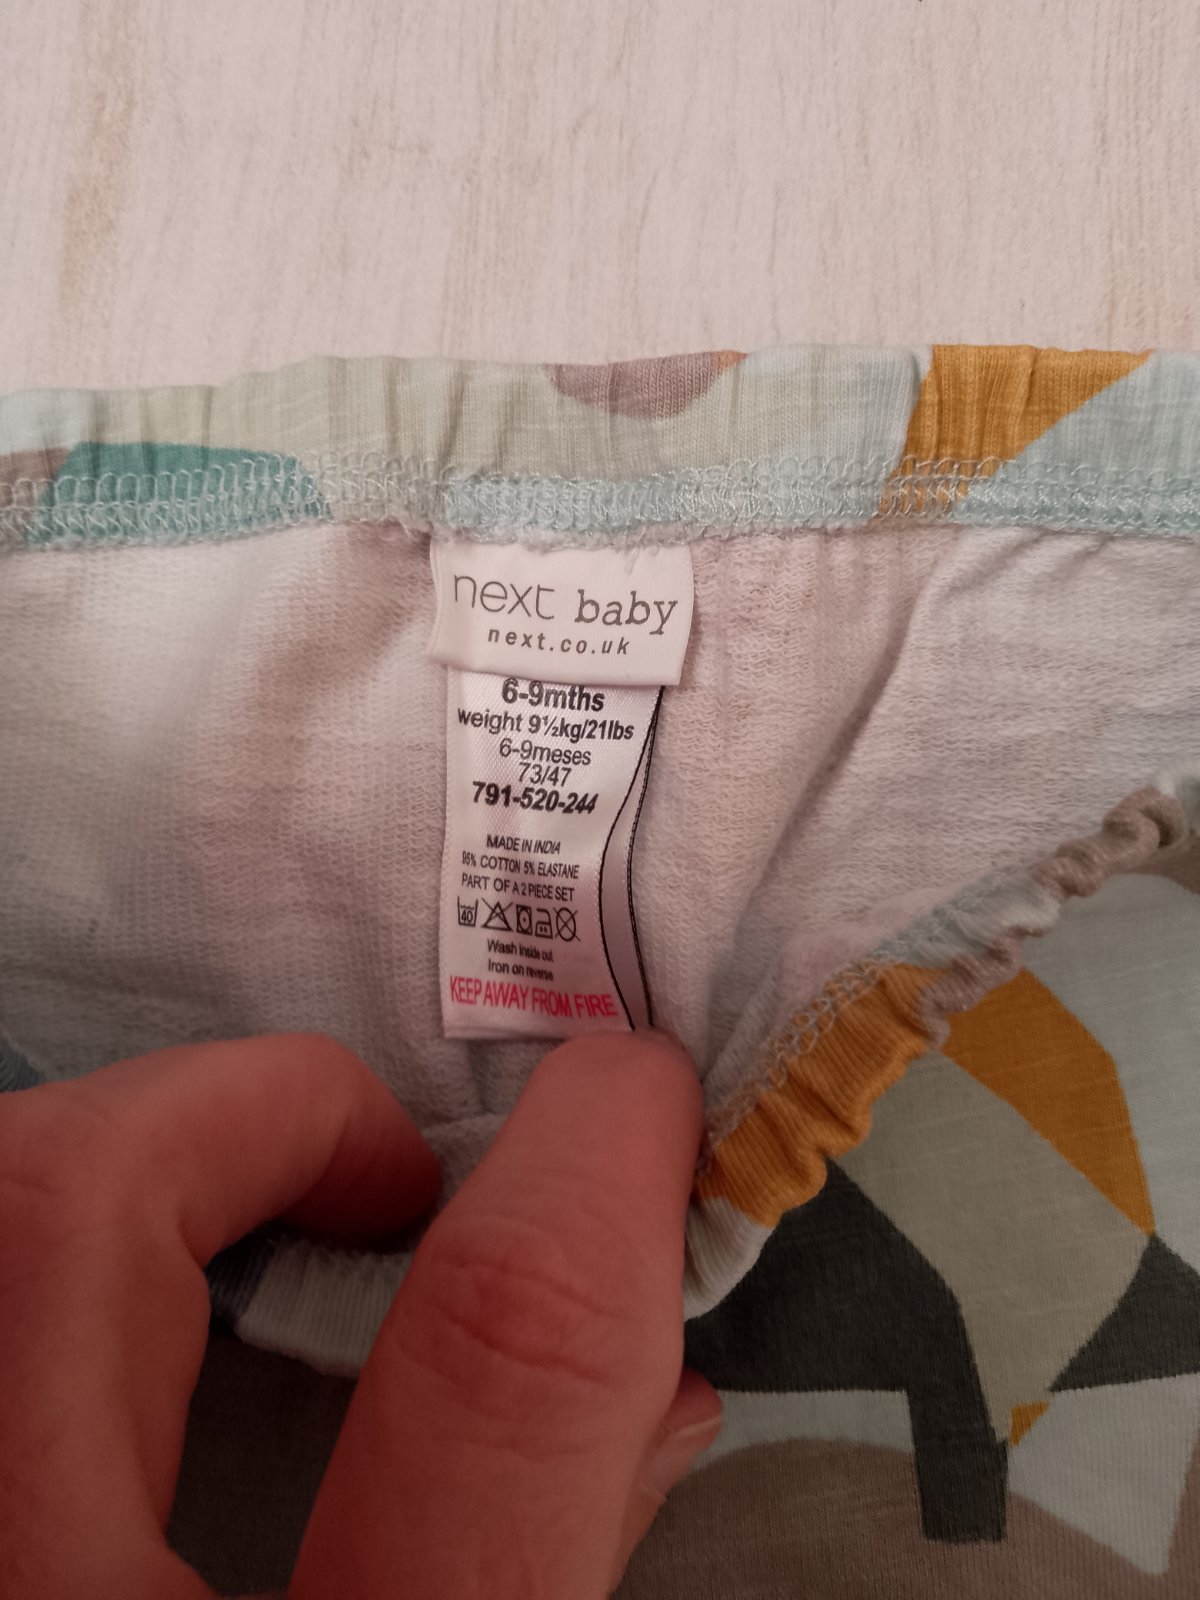 next baby
next.co.uk
6-9mths
weight 9½kg/21lbs
6-9meses
73/47
791-520-244
MADE IN INDIA
95% COTTON 5% ELASTANE
PART OF A 2 PIECE SET
40
Wash inside out
Iron on reverse
KEEP AWAY FROM FIRE